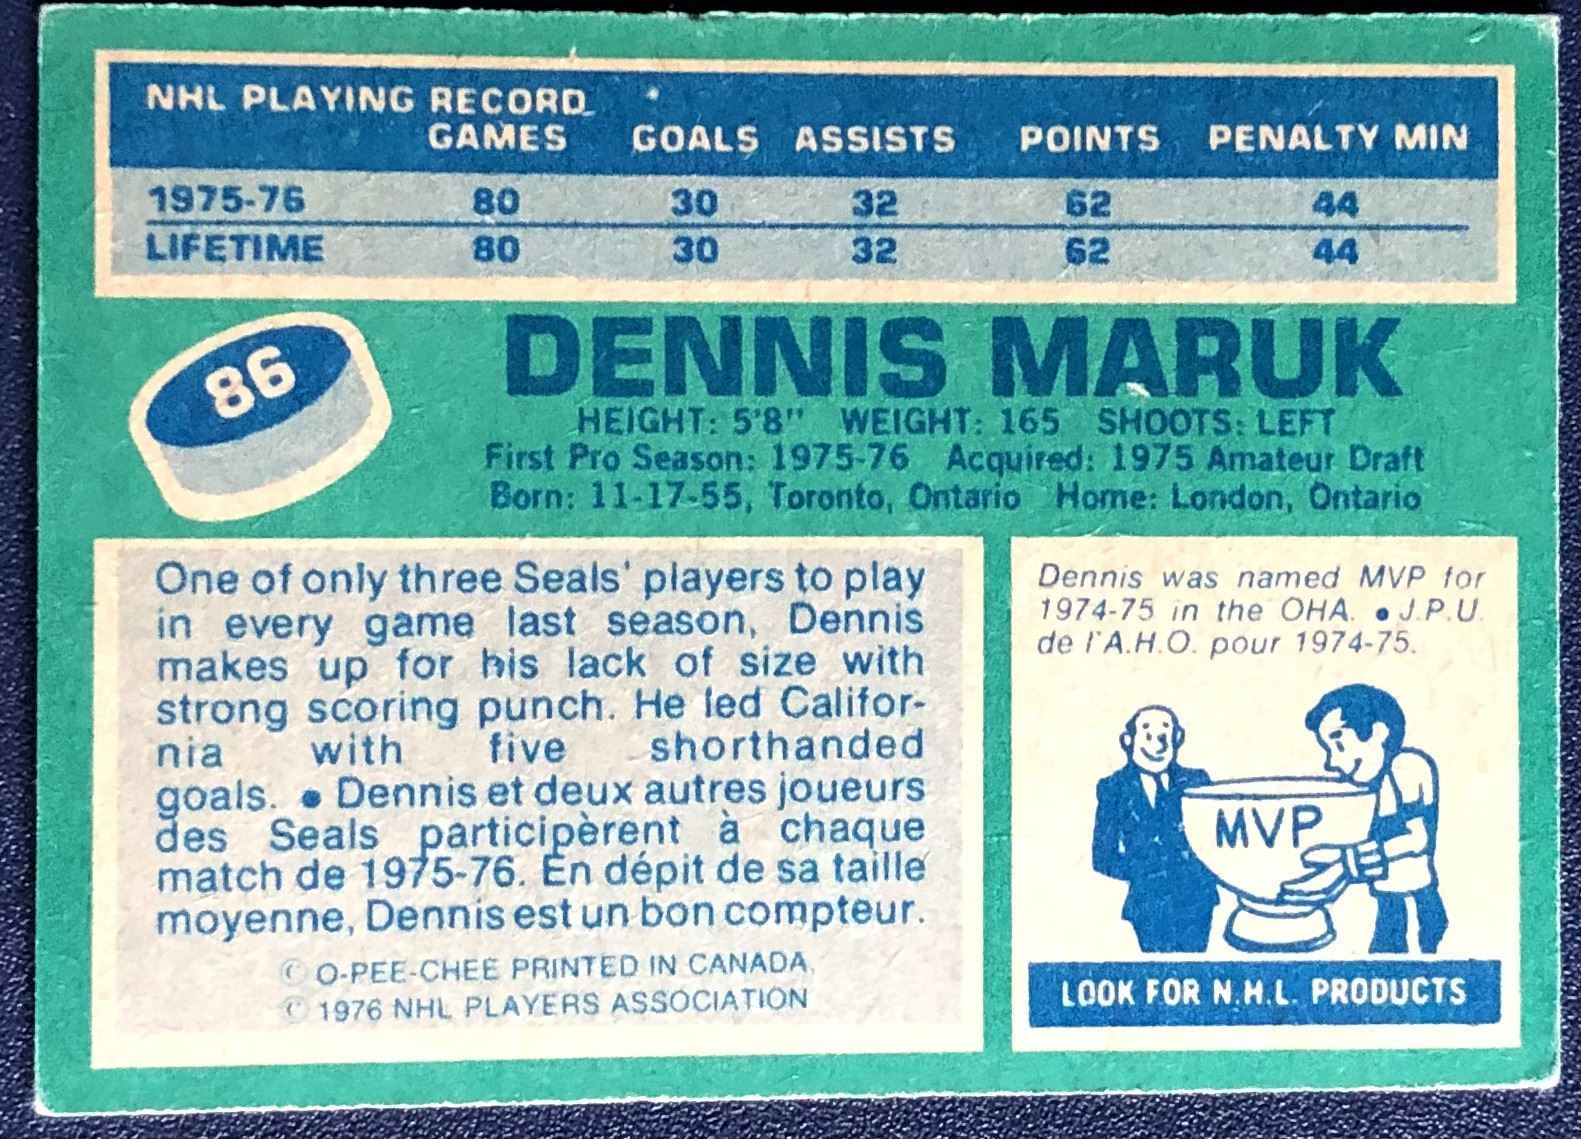 NHL PLAYING RECORD
GAMES GOALS ASSISTS POINTS PENALTY MIN
1975-76 80 30 32 62 44
LIFETIME 80 30 32 62 44
86
DENNIS MARUK
HEIGHT: 5'8" WEIGHT: 165 SHOOTS: LEFT
First Pro Season: 1975-76 Acquired: 1975 Amateur Draft
Born: 11-17-55, Toronto, Ontario Home: London, Ontario
One of only three Seals' players to play
in every game last season, Dennis
makes up for his lack of size with
strong scoring punch. He led Califor-
nia with five shorthanded
goals. • Dennis et deux autres joueurs
des Seals participèrent à chaque
match de 1975-76. En dépit de sa taille
moyenne, Dennis est un bon compteur.
© O-PEE-CHEE PRINTED IN CANADA
© 1976 NHL PLAYERS ASSOCIATION
Dennis was named MVP for
1974-75 in the OHA. • J.P.U.
de l'A.H.O. pour 1974-75.
MVP
LOOK FOR N.H.L. PRODUCTS